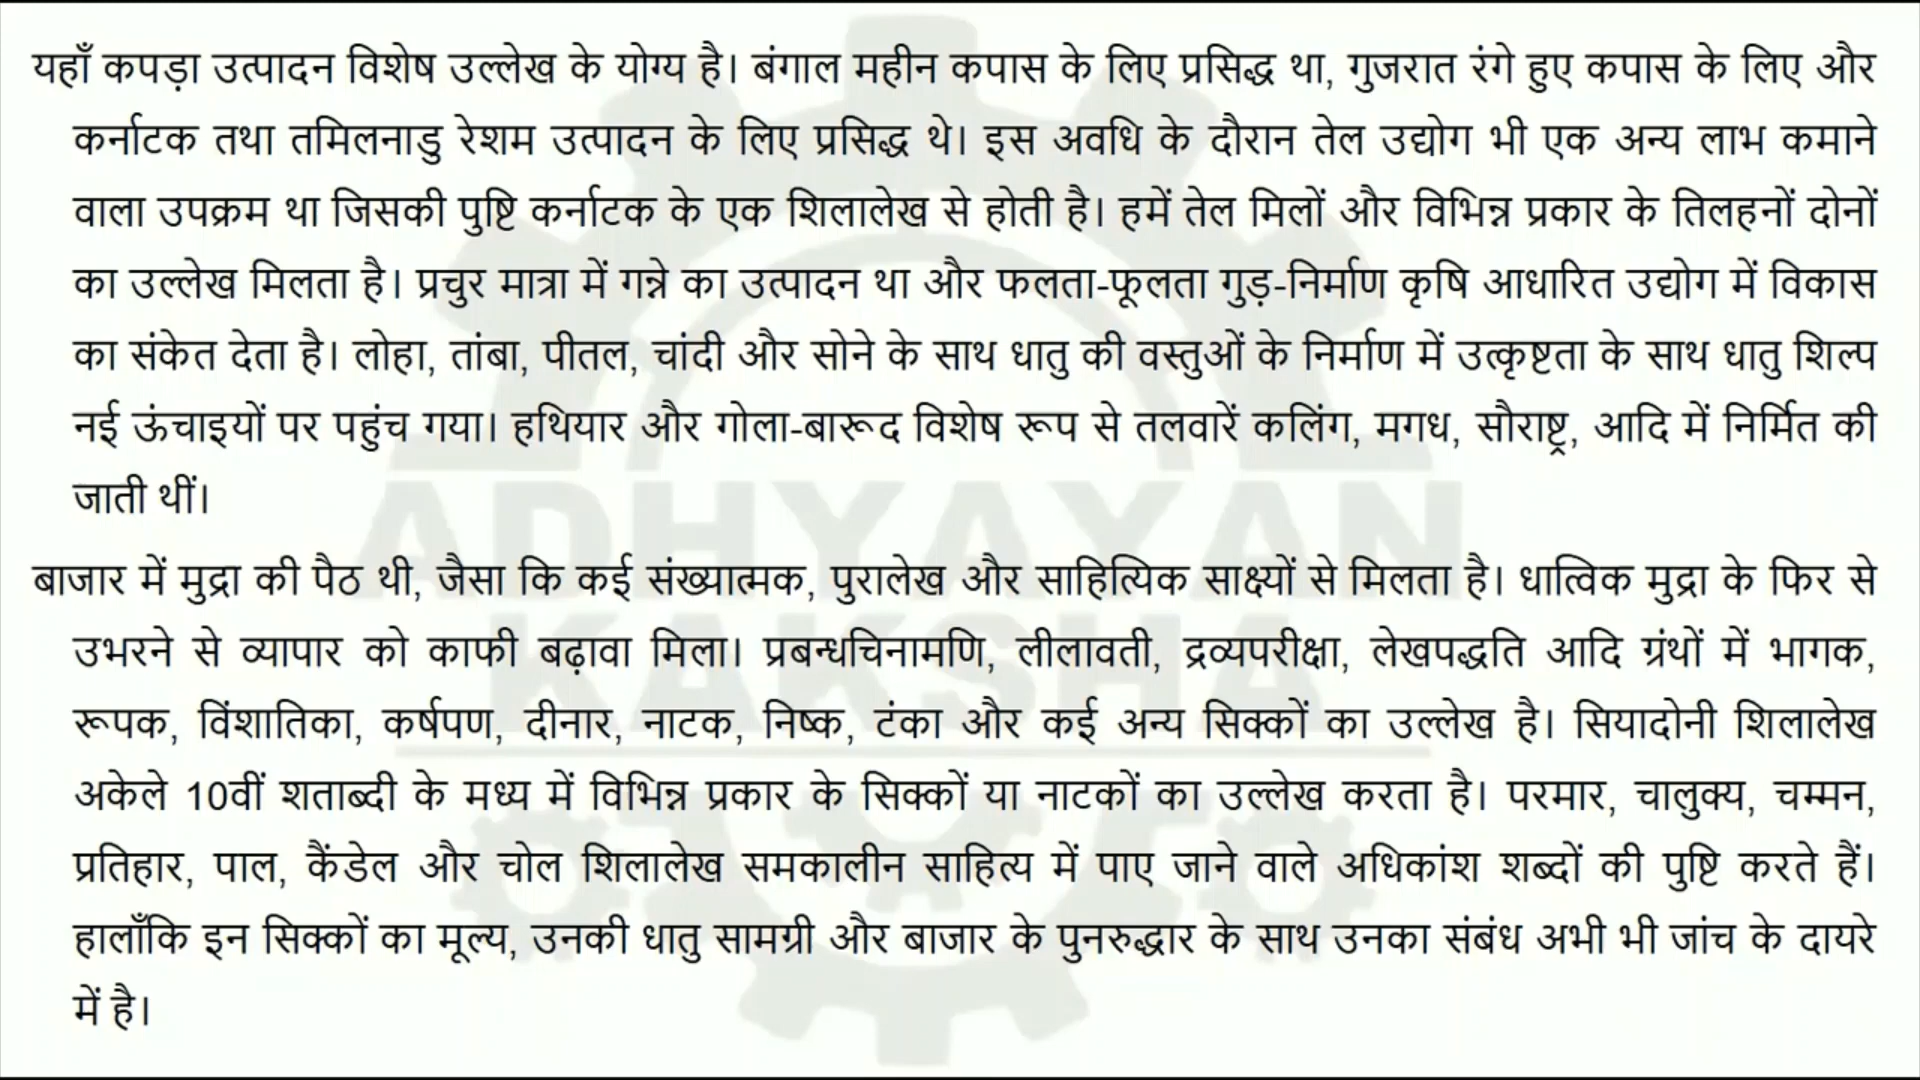 यहाँ कपड़ा उत्पादन विशेष उल्लेख के योग्य है। बंगाल महीन कपास के लिए प्रसिद्ध था, गुजरात रंगे हुए कपास के लिए और
कर्नाटक तथा तमिलनाडु रेशम उत्पादन के लिए प्रसिद्ध थे। इस अवधि के दौरान तेल उद्योग भी एक अन्य लाभ कमाने
वाला उपक्रम था जिसकी पुष्टि कर्नाटक के एक शिलालेख से होती है। हमें तेल मिलों और विभिन्न प्रकार के तिलहनों दोनों
का उल्लेख मिलता है। प्रचुर मात्रा में गन्ने का उत्पादन था और फलता-फूलता गुड़-निर्माण कृषि आधारित उद्योग में विकास
का संकेत देता है। लोहा, तांबा, पीतल, चांदी और सोने के साथ धातु की वस्तुओं के निर्माण में उत्कृष्टता के साथ धातु शिल्प
नई ऊंचाइयों पर पहुंच गया। हथियार और गोला-बारूद विशेष रूप से तलवारें कलिंग, मगध, सौराष्ट्र, आदि में निर्मित की
जाती थीं।
बाजार में मुद्रा की पैठ थी, जैसा कि कई संख्यात्मक, पुरालेख और साहित्यिक साक्ष्यों से मिलता है। धात्विक मुद्रा के फिर से
उभरने से व्यापार को काफी बढ़ावा मिला। प्रबन्धचिनामणि, लीलावती, द्रव्यपरीक्षा, लेखपद्धति आदि ग्रंथों में भागक,
रूपक, विंशातिका, कर्षपण, दीनार, नाटक, निष्क, टंका और कई अन्य सिक्कों का उल्लेख है। सियादोनी शिलालेख
अकेले 10वीं शताब्दी के मध्य में विभिन्न प्रकार के सिक्कों या नाटकों का उल्लेख करता है। परमार, चालुक्य, चम्मन,
प्रतिहार, पाल, कैंडेल और चोल शिलालेख समकालीन साहित्य में पाए जाने वाले अधिकांश शब्दों की पुष्टि करते हैं।
हालाँकि इन सिक्कों का मूल्य, उनकी धातु सामग्री और बाजार के पुनरुद्धार के साथ उनका संबंध अभी भी जांच के दायरे
में है।
ADHYAYAN
KAKSHA